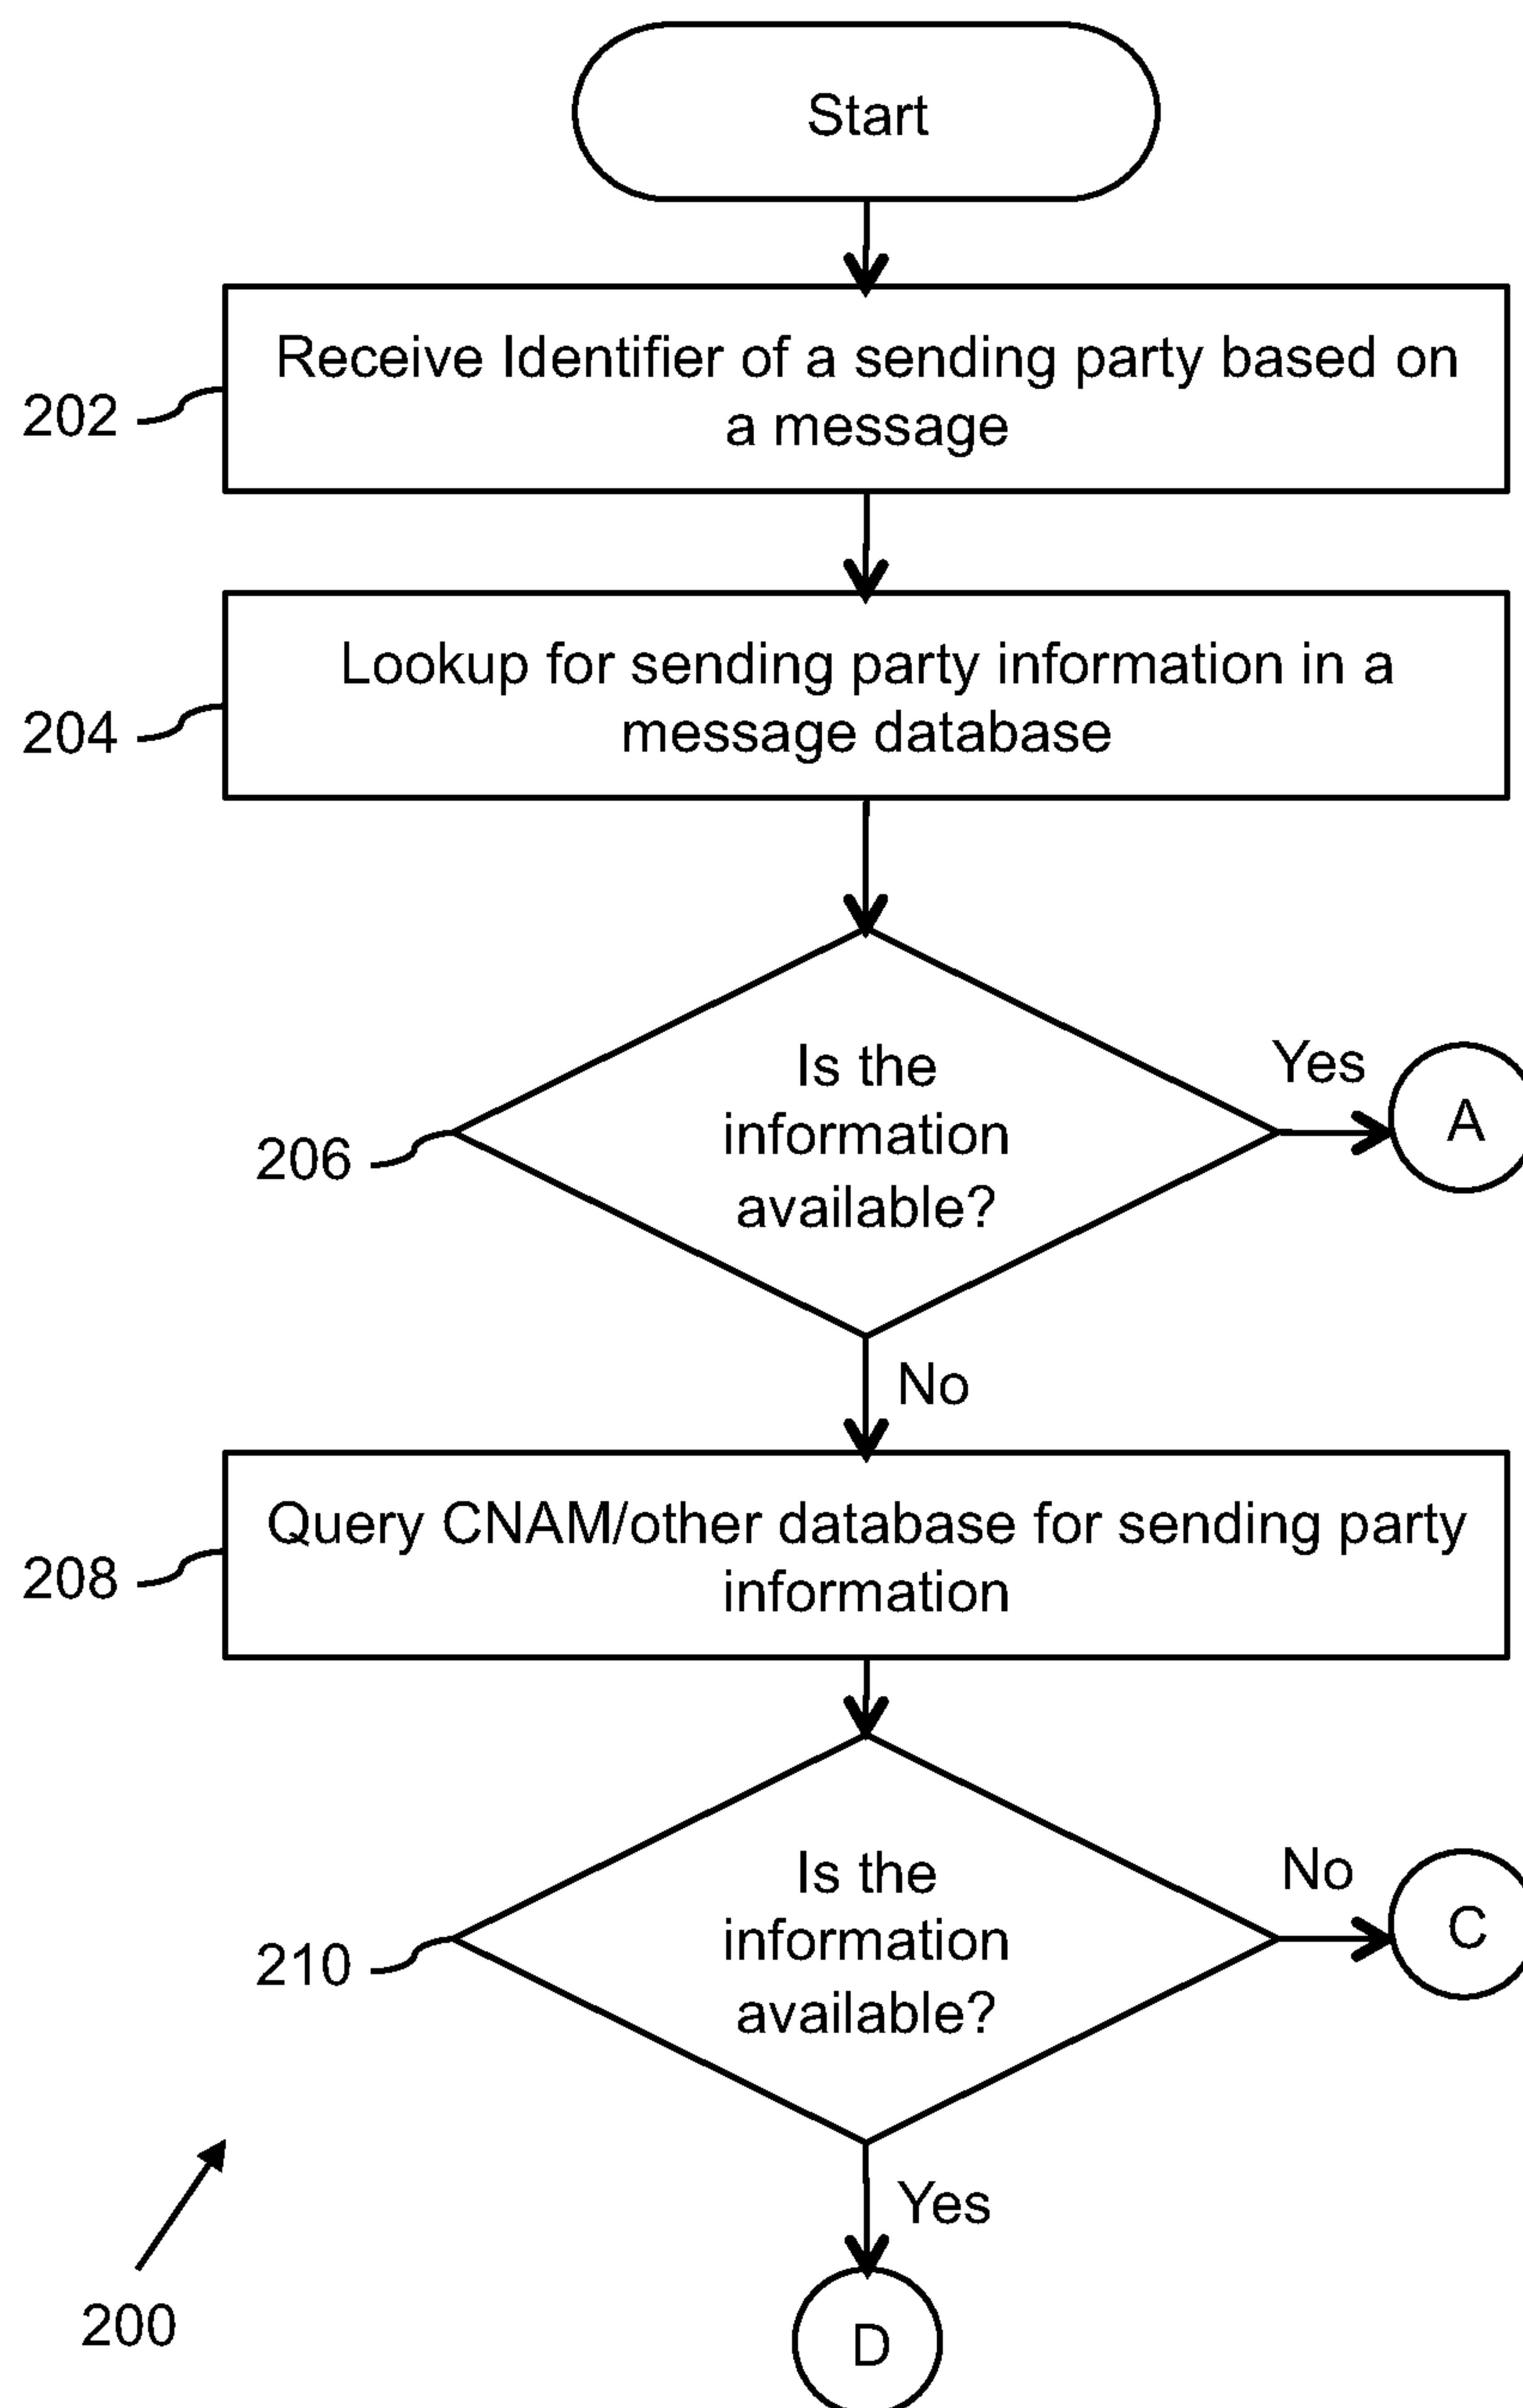 Start
Receive Identifier of a sending party based on
a message
202
Lookup for sending party information in a
message database
204
Is the
information
available?
Yes
A
206
No
Query CNAM/other database for sending party
information
208
Is the
information
available?
No
C
210
Yes
D
200